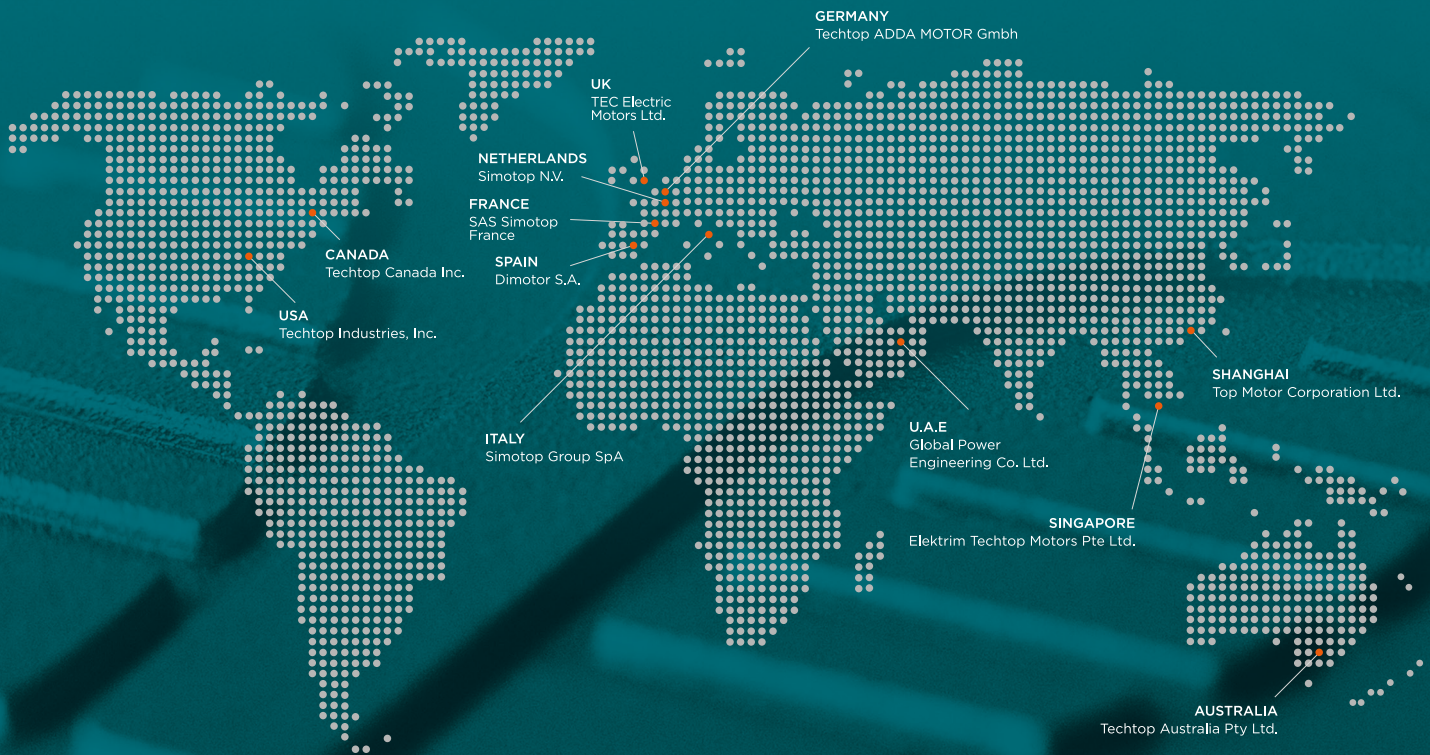 GERMANY
Techtop ADDA MOTOR Gmbh
UK
TEC Electric
Motors Ltd.
NETHERLANDS
Simotop N.V.
FRANCE
SAS Simotop
France
SPAIN
Dimotor S.A.
CANADA
Techtop Canada Inc.
USA
Techtop Industries, Inc.
ITALY
Simotop Group SpA
SHANGHAI
Top Motor Corporation Ltd.
U.A.E
Global Power
Engineering Co. Ltd.
SINGAPORE
Elektrim Techtop Motors Pte Ltd.
AUSTRALIA
Techtop Australia Pty Ltd.